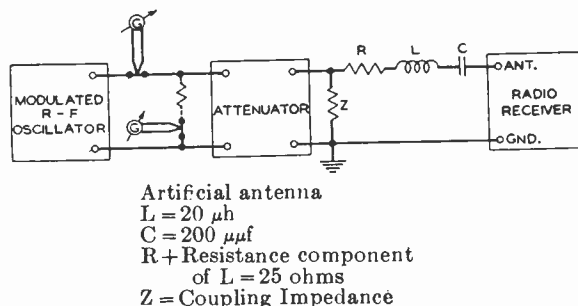 G
R L C
MODULATED
R-F
OSCILLATOR
G
ATTENUATOR
Z
ANT.
RADIO
RECEIVER
GND.
Artificial antenna
L = 20 μh
C = 200 μμf
R+Resistance component
of L = 25 ohms
Z = Coupling Impedance